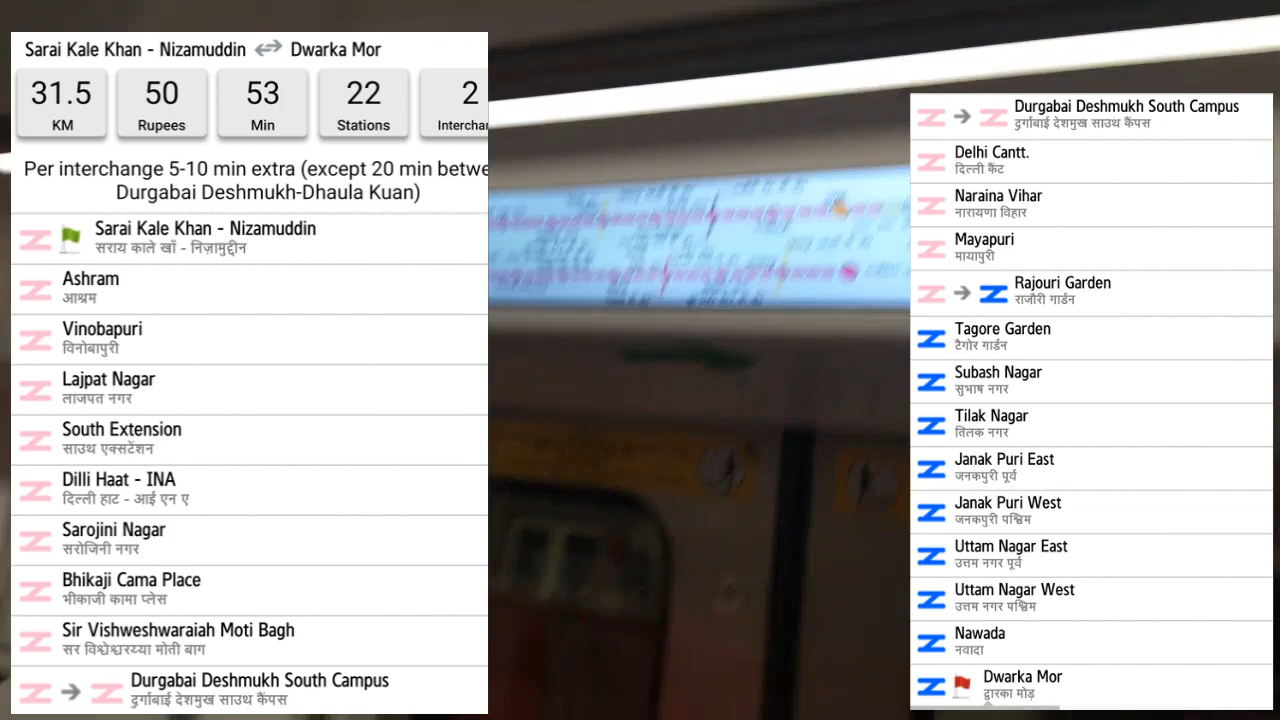 Sarai Kale Khan - Nizamuddin Dwarka Mor
31.5 50 53 22 2
KM Rupees Min Stations Interchar
Per interchange 5-10 min extra (except 20 min betwe
Durgabai Deshmukh-Dhaula Kuan)
Sarai Kale Khan - Nizamuddin
सराय काले खाँ - निज़ामुद्दीन
Ashram
आश्रम
Vinobapuri
विनोबापुरी
Lajpat Nagar
लाजपत नगर
South Extension
साउथ एक्सटेंशन
Dilli Haat - INA
दिल्ली हाट - आई एन ए
Sarojini Nagar
सरोजिनी नगर
Bhikaji Cama Place
भीकाजी कामा प्लेस
Sir Vishweshwaraiah Moti Bagh
सर विश्वेश्वरय्या मोती बाग
Durgabai Deshmukh South Campus
दुर्गाबाई देशमुख साउथ कैंपस
Durgabai Deshmukh South Campus
दुर्गाबाई देशमुख साउथ कैंपस
Delhi Cantt.
दिल्ली कैंट
Naraina Vihar
नारायणा विहार
Mayapuri
मायापुरी
Rajouri Garden
राजौरी गार्डन
Tagore Garden
टैगोर गार्डन
Subash Nagar
सुभाष नगर
Tilak Nagar
तिलक नगर
Janak Puri East
जनकपुरी पूर्व
Janak Puri West
जनकपुरी पश्चिम
Uttam Nagar East
उत्तम नगर पूर्व
Uttam Nagar West
उत्तम नगर पश्चिम
Nawada
नवादा
Dwarka Mor
द्वारका मोड़